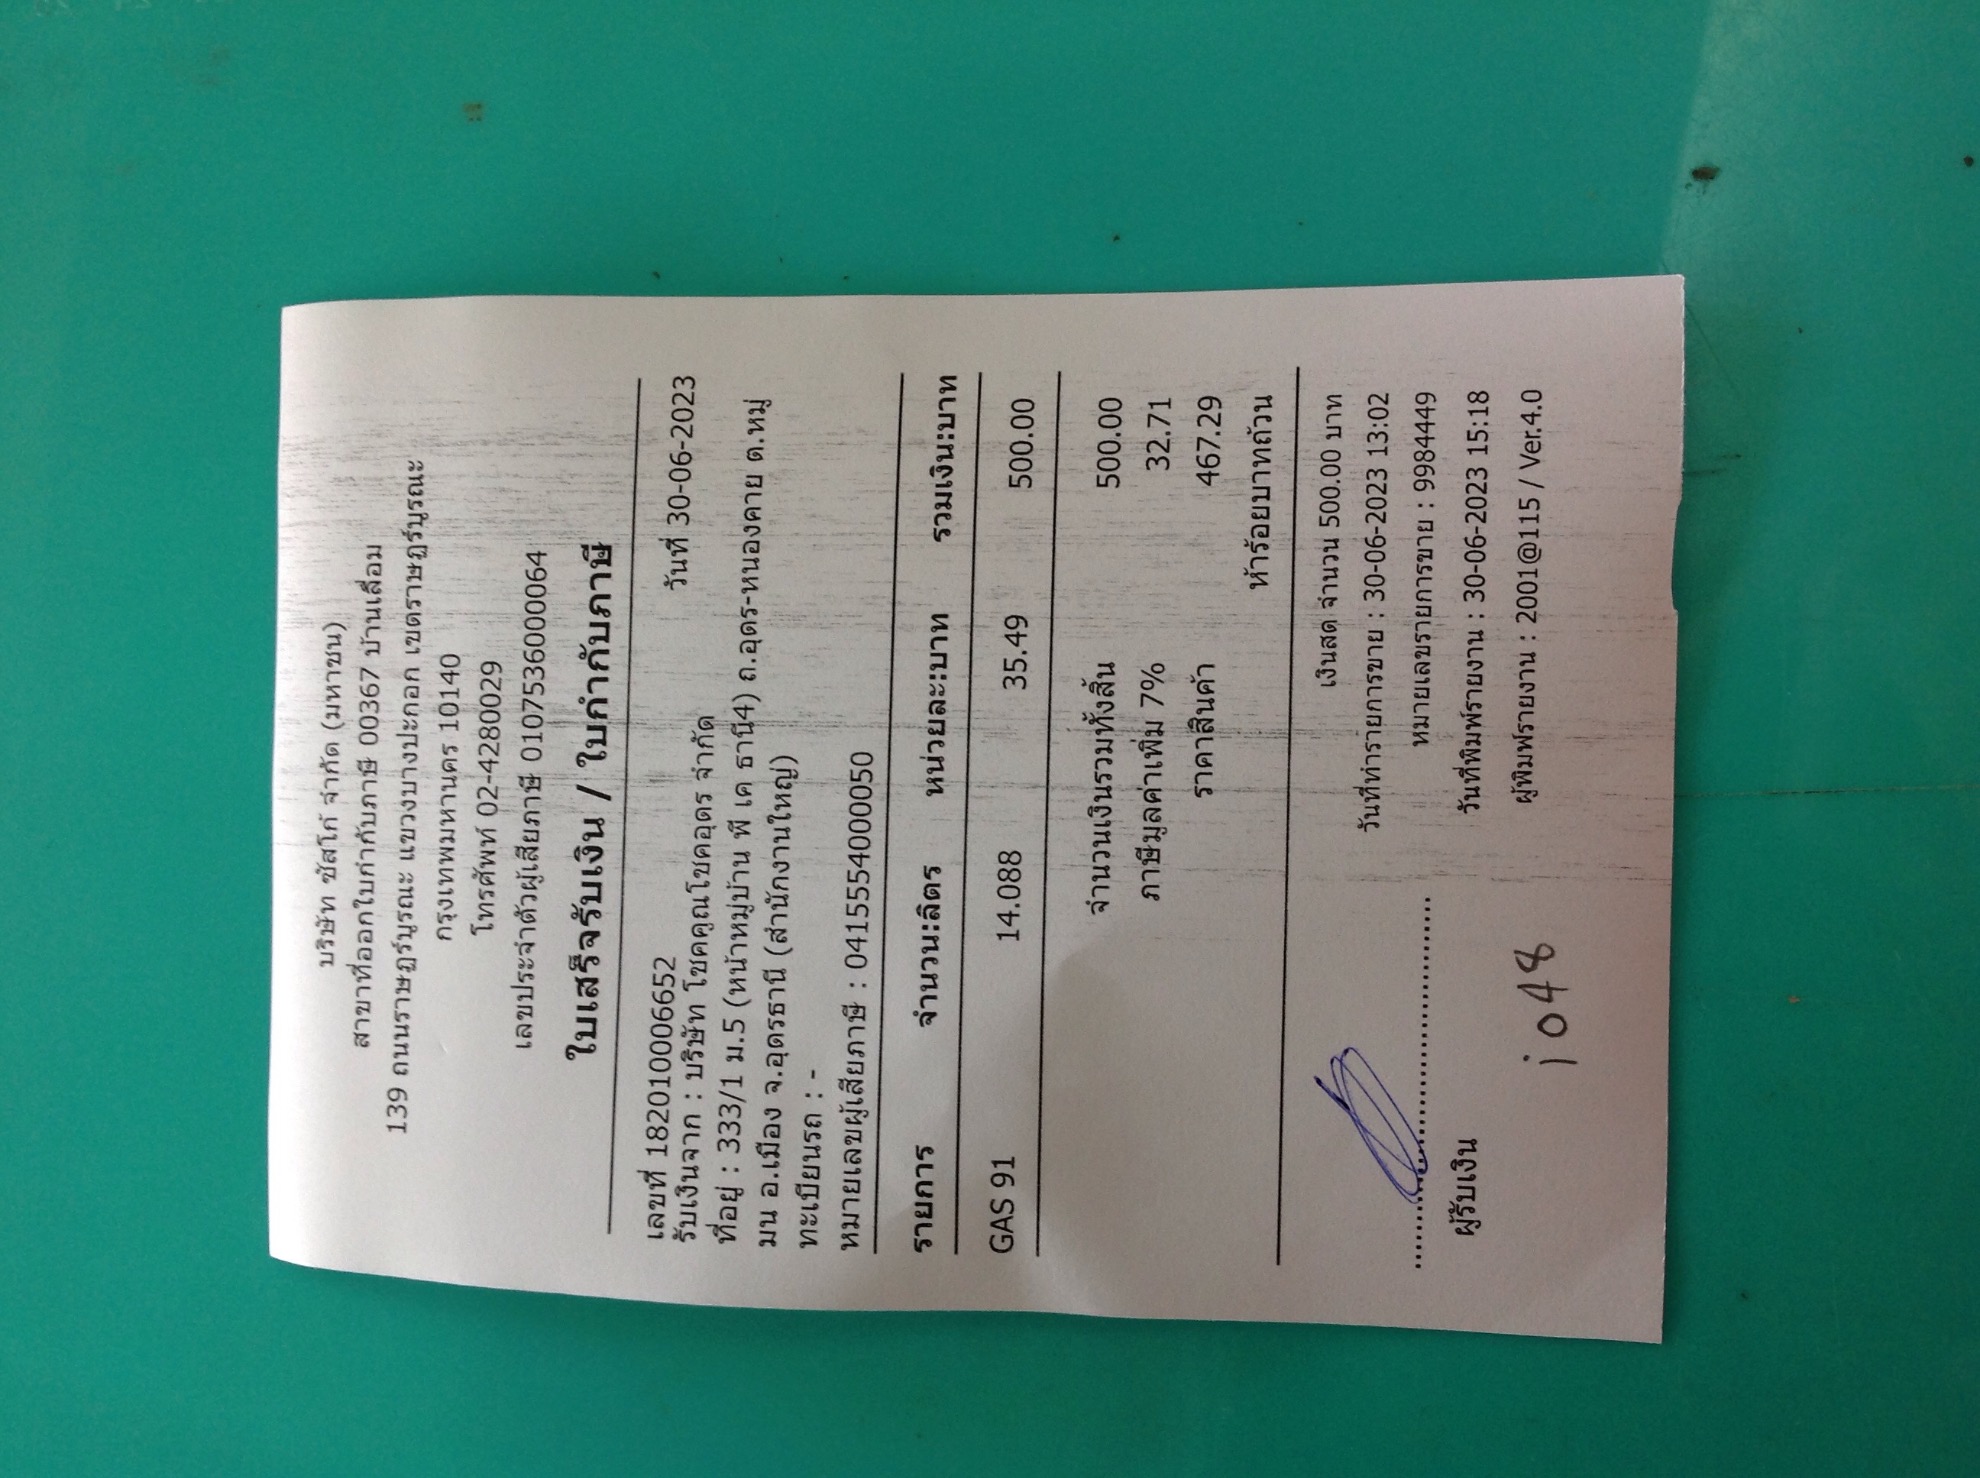 บริษัท ซัสโก้ จำกัด (มหาชน)
สาขาที่ออกใบกำกับภาษี 00367 บ้านเลื่อม
139 ถนนราษฎร์บูรณะ แขวงบางปะกอก เขตราษฎร์บูรณะ
กรุงเทพมหานคร 10140
โทรศัพท์ 02-4280029
เลขประจำตัวผู้เสียภาษี 0107536000064
ใบเสร็จรับเงิน / ใบกำกับภาษี
เลขที่ 1820100006652 วันที่ 30-06-2023
รับเงินจาก : บริษัท โชคคูณโชคอุดร จำกัด
ที่อยู่ : 333/1 ม.5 (หน้าหมู่บ้าน พี เค ธานี4) ถ.อุดร-หนองคาย ต.หมู่
มน อ.เมือง จ.อุดรธานี (สำนักงานใหญ่)
ทะเบียนรถ : -
หมายเลขผู้เสียภาษี : 0415554000050
รายการ จำนวน:ลิตร หน่วยละ:บาท รวมเงิน:บาท
GAS 91 14.088 35.49 500.00
จำนวนเงินรวมทั้งสิ้น 500.00
ภาษีมูลค่าเพิ่ม 7% 32.71
ราคาสินค้า 467.29
ห้าร้อยบาทถ้วน
เงินสด จำนวน 500.00 บาท
วันที่ทำรายการขาย : 30-06-2023 13:02
หมายเลขรายการขาย : 9984449
วันที่พิมพ์รายงาน : 30-06-2023 15:18
ผู้รับเงิน
ผู้พิมพ์รายงาน : 2001@115 / Ver.4.0
1048